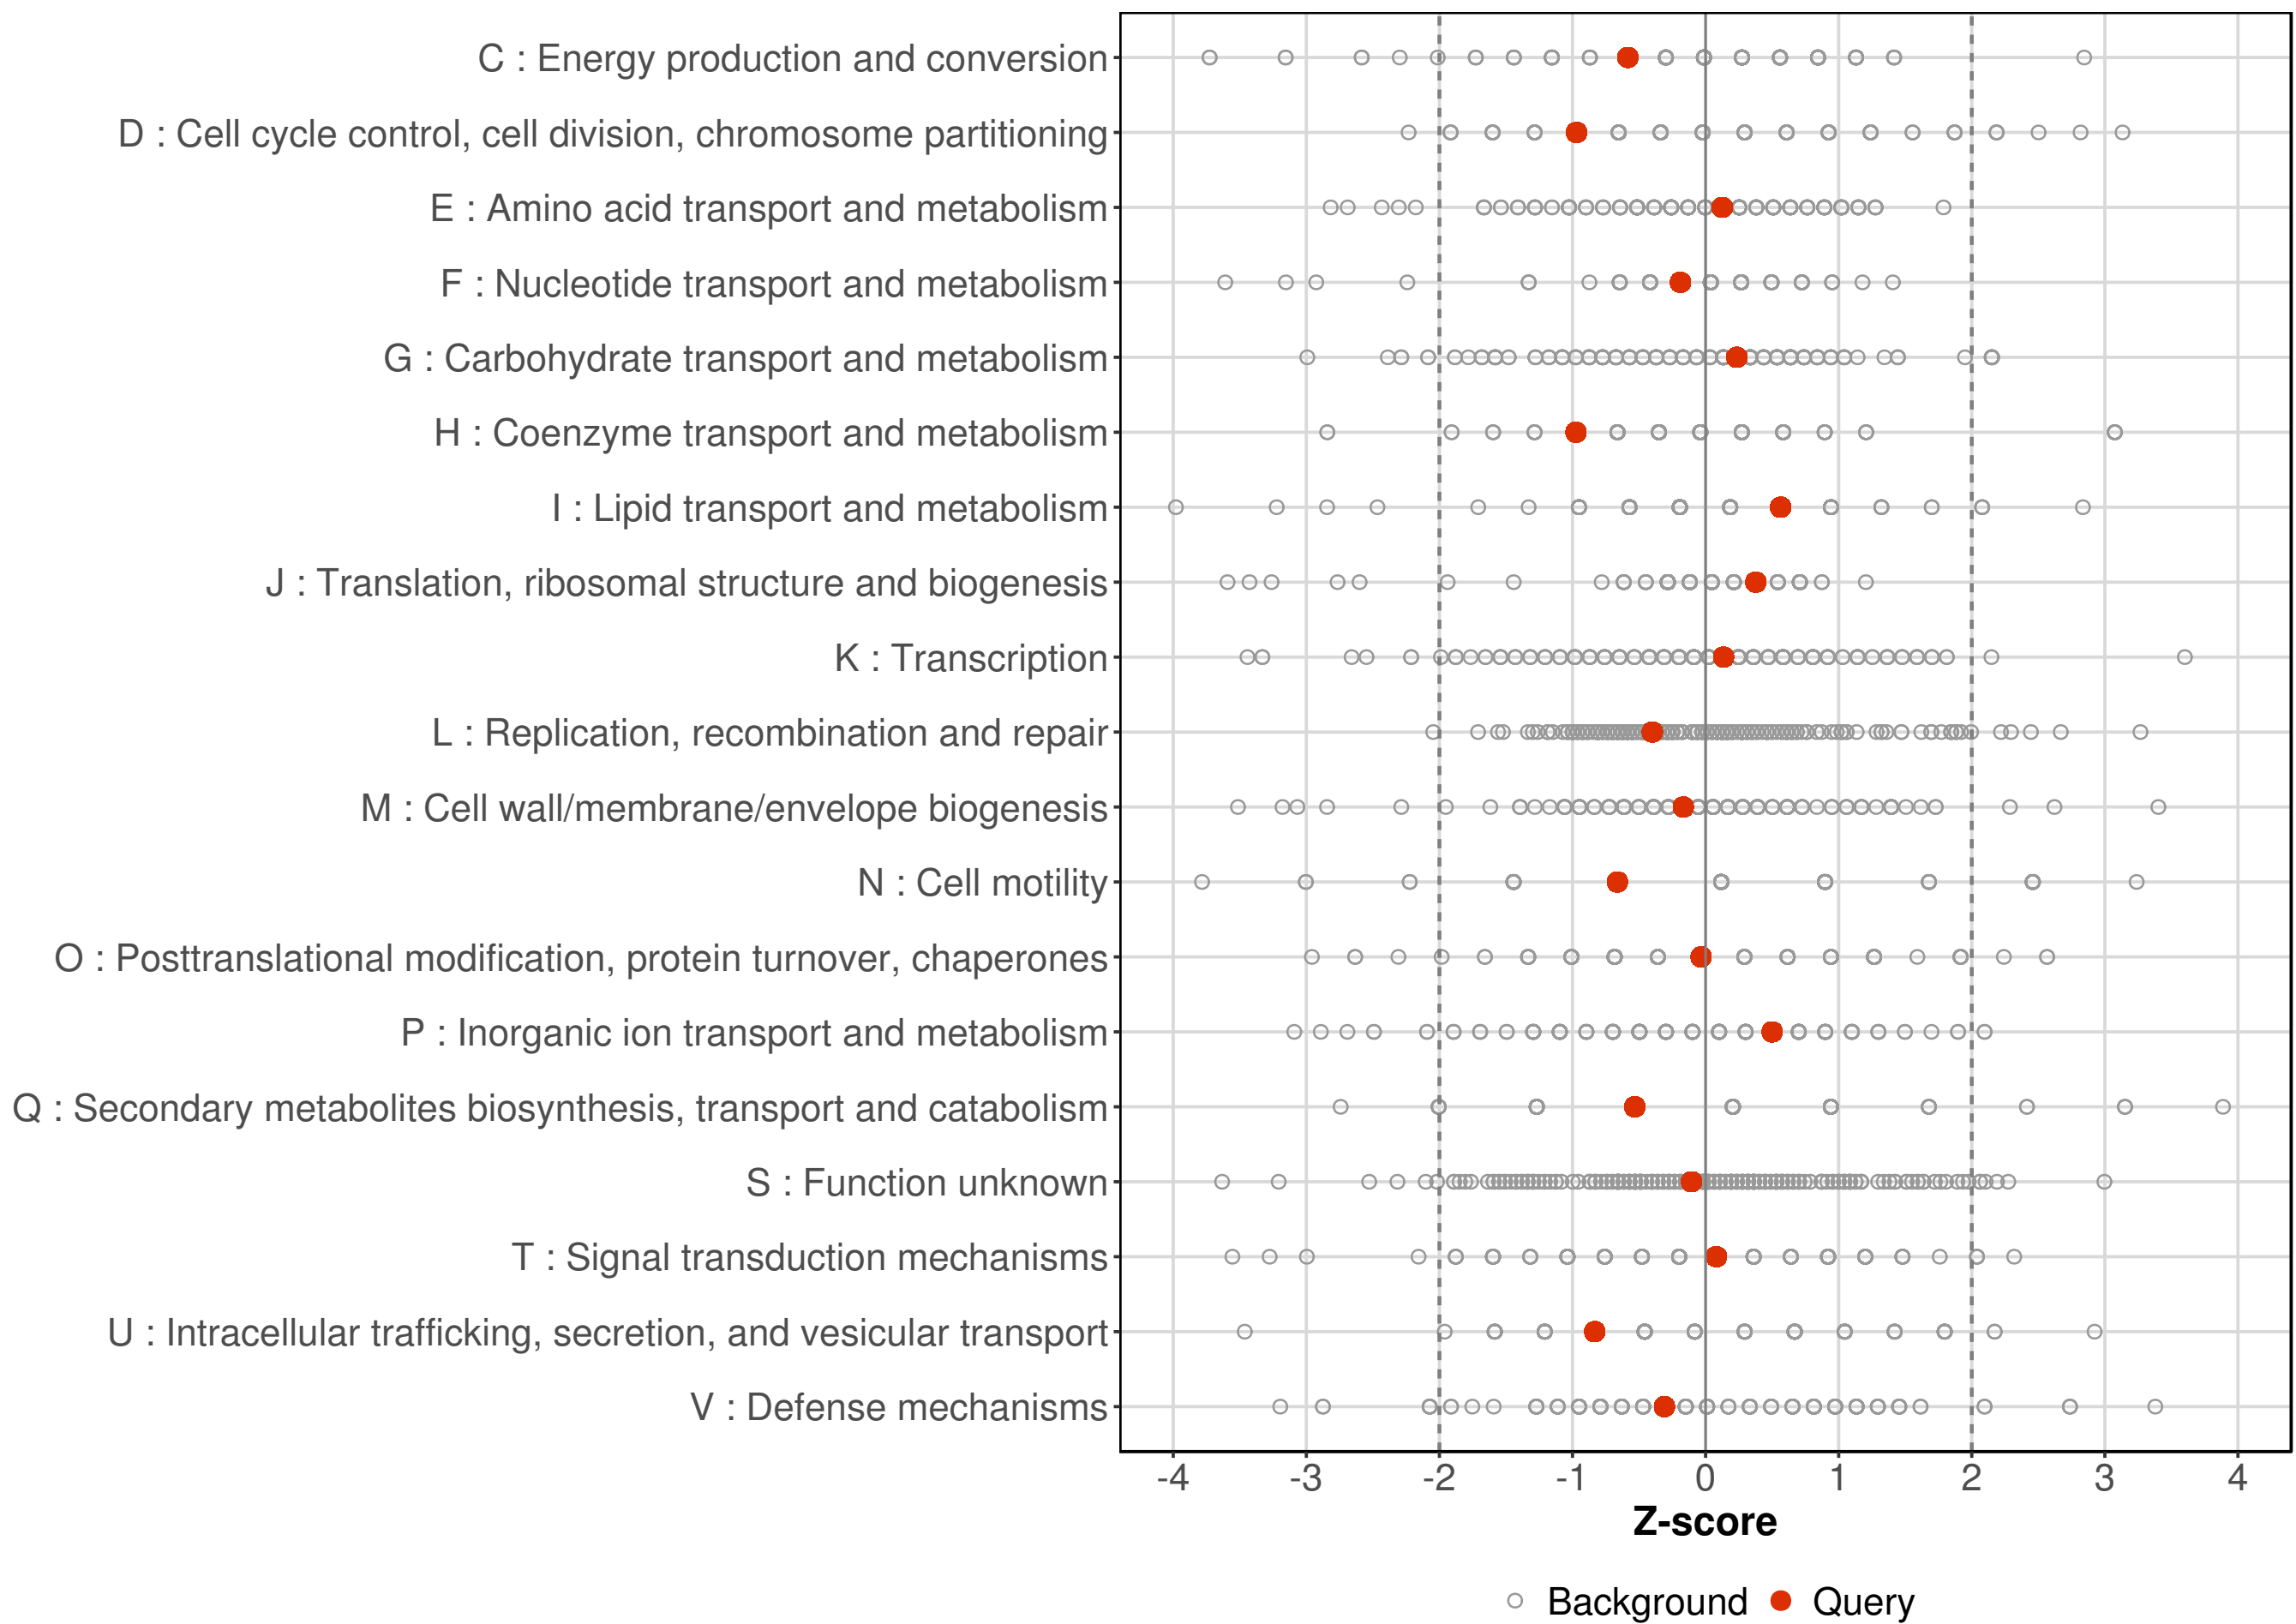 C : Energy production and conversion
D : Cell cycle control, cell division, chromosome partitioning
E : Amino acid transport and metabolism
F : Nucleotide transport and metabolism
G : Carbohydrate transport and metabolism
H : Coenzyme transport and metabolism
I : Lipid transport and metabolism
J : Translation, ribosomal structure and biogenesis
K : Transcription
L : Replication, recombination and repair
M : Cell wall/membrane/envelope biogenesis
N : Cell motility
O : Posttranslational modification, protein turnover, chaperones
P : Inorganic ion transport and metabolism
Q : Secondary metabolites biosynthesis, transport and catabolism
S : Function unknown
T : Signal transduction mechanisms
U : Intracellular trafficking, secretion, and vesicular transport
V : Defense mechanisms
-4 -3 -2 -1 0 1 2 3 4
Z-score
Background Query